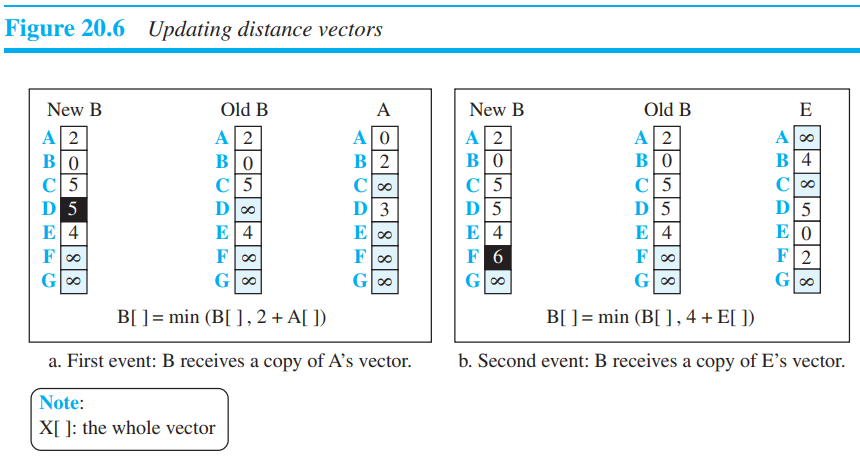 Figure 20.6 Updating distance vectors
New B Old B A
A 2 A 2 A 0
B 0 B 0 B 2
C 5 C 5 C ∞
D 5 D ∞ D 3
E 4 E 4 E ∞
F ∞ F ∞ F ∞
G ∞ G ∞ G ∞
B[ ] = min (B[ ] , 2 + A[ ])
a. First event: B receives a copy of A’s vector.
New B Old B E
A 2 A 2 A ∞
B 0 B 0 B 4
C 5 C 5 C ∞
D 5 D 5 D 5
E 4 E 4 E 0
F 6 F ∞ F 2
G ∞ G ∞ G ∞
B[ ] = min (B[ ] , 4 + E[ ])
b. Second event: B receives a copy of E’s vector.
Note:
X[ ]: the whole vector